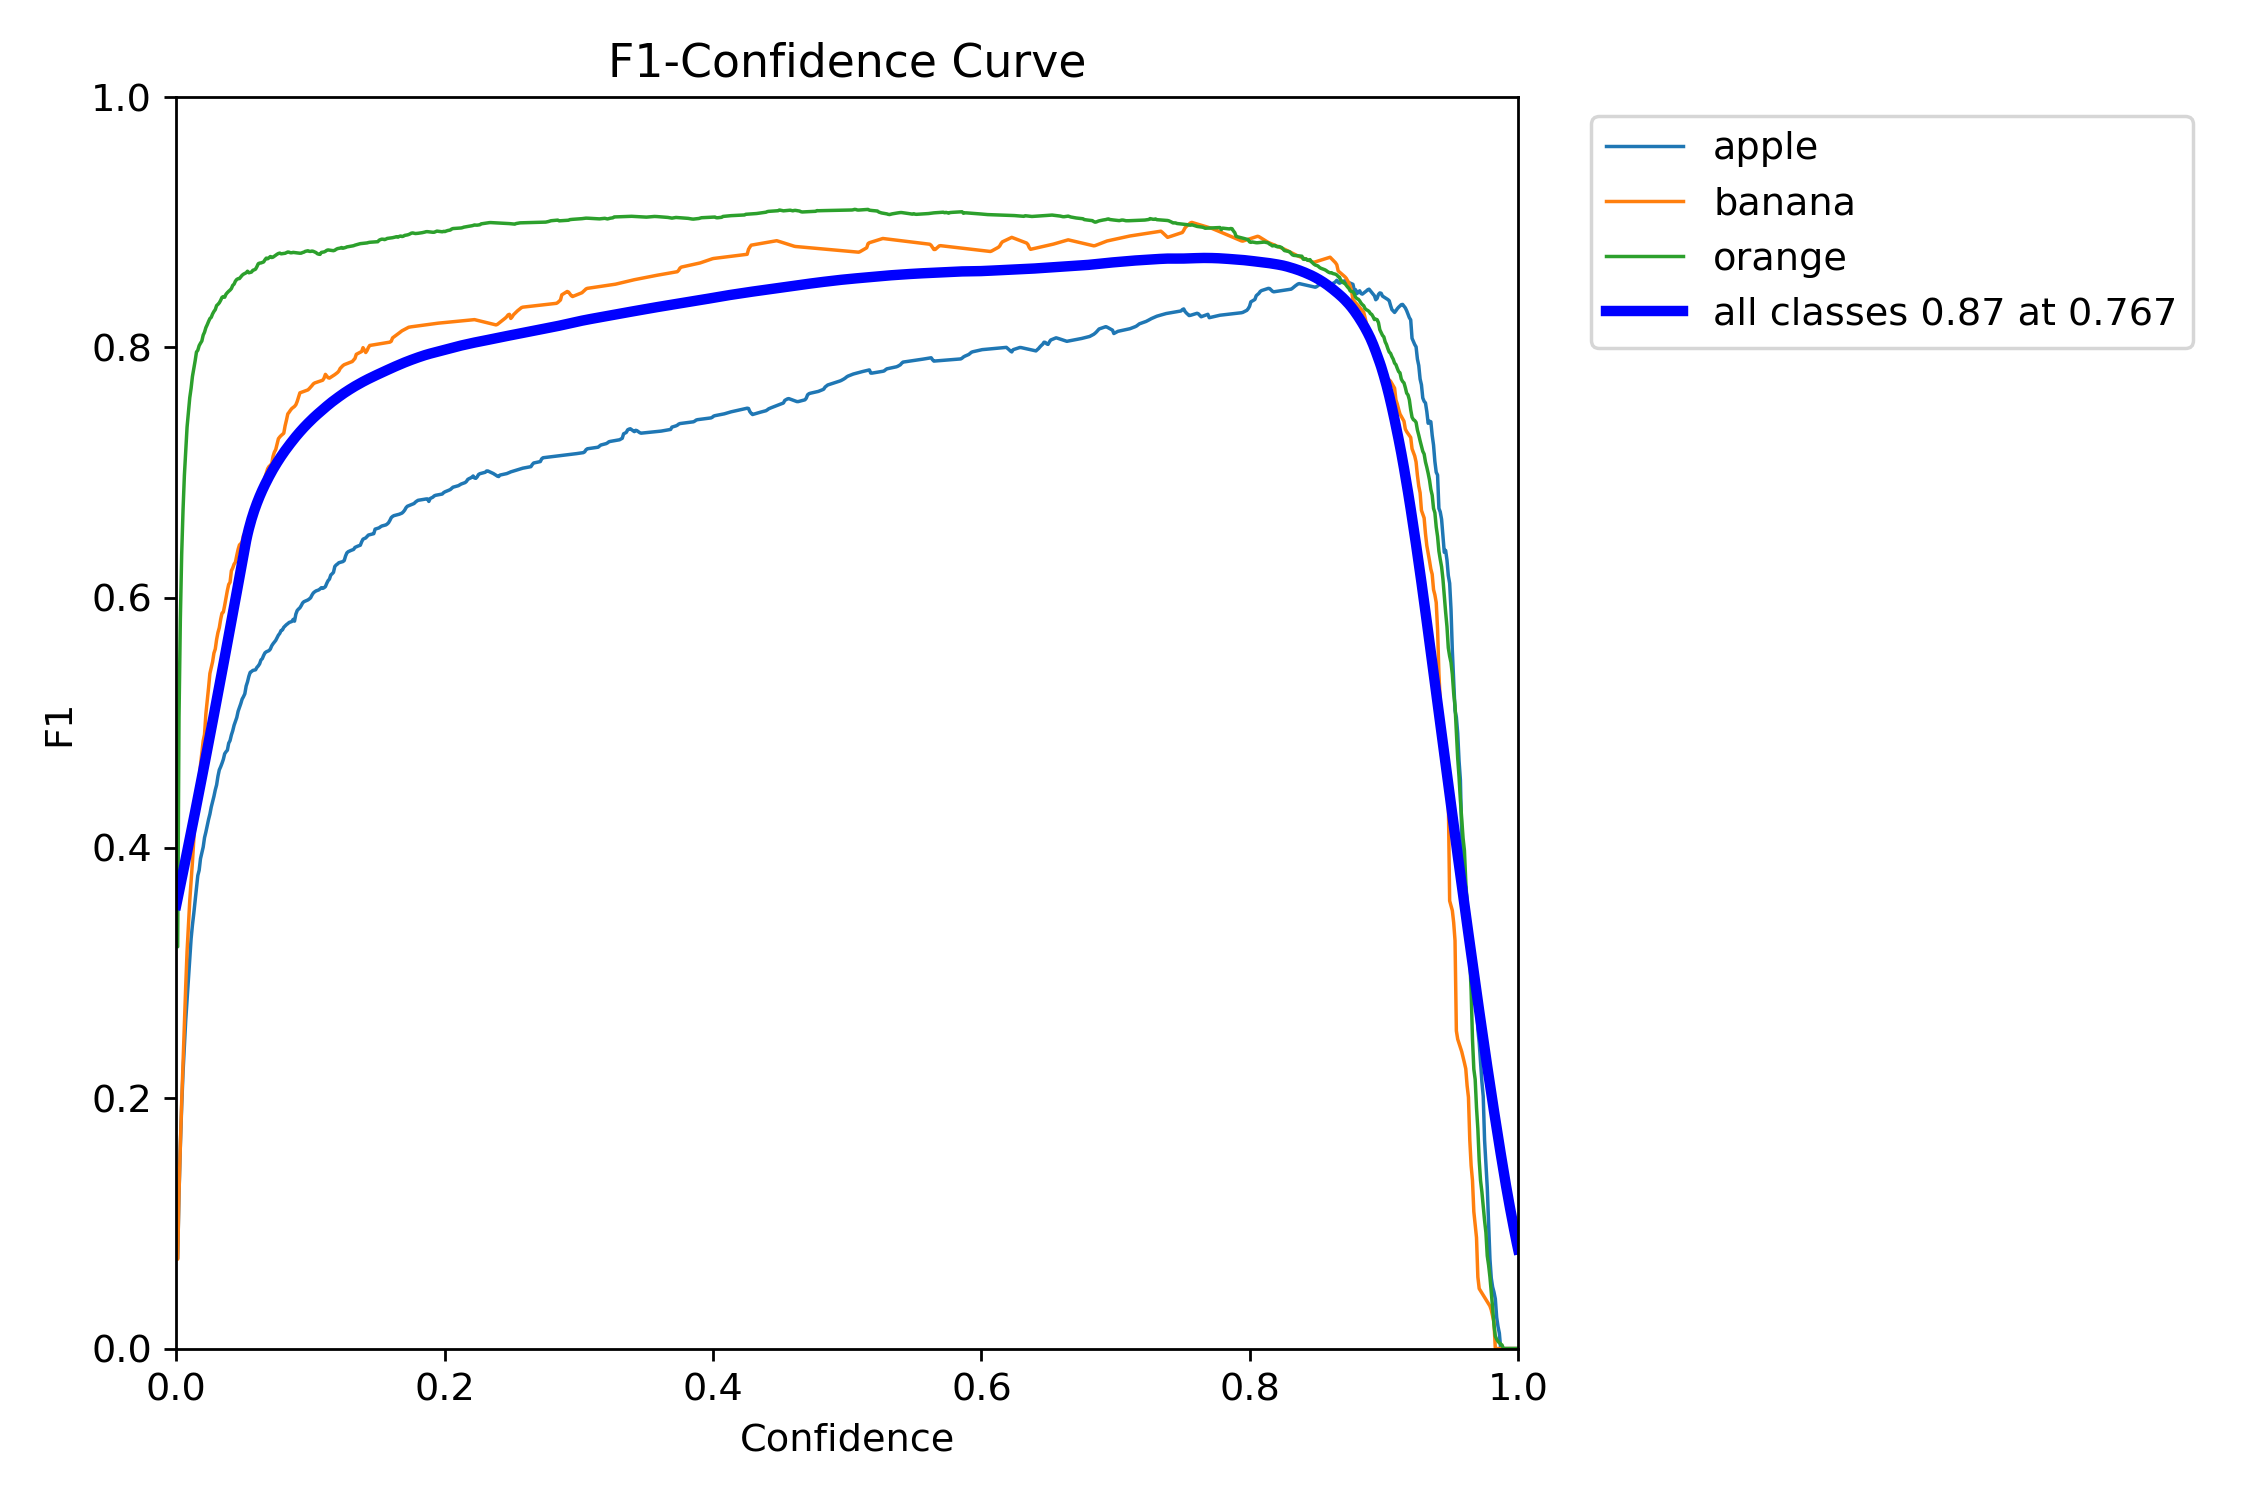 F1-Confidence Curve
1.0
0.8
0.6
0.4
0.2
0.0
F1
0.0 0.2 0.4 0.6 0.8 1.0
Confidence
apple
banana
orange
all classes 0.87 at 0.767